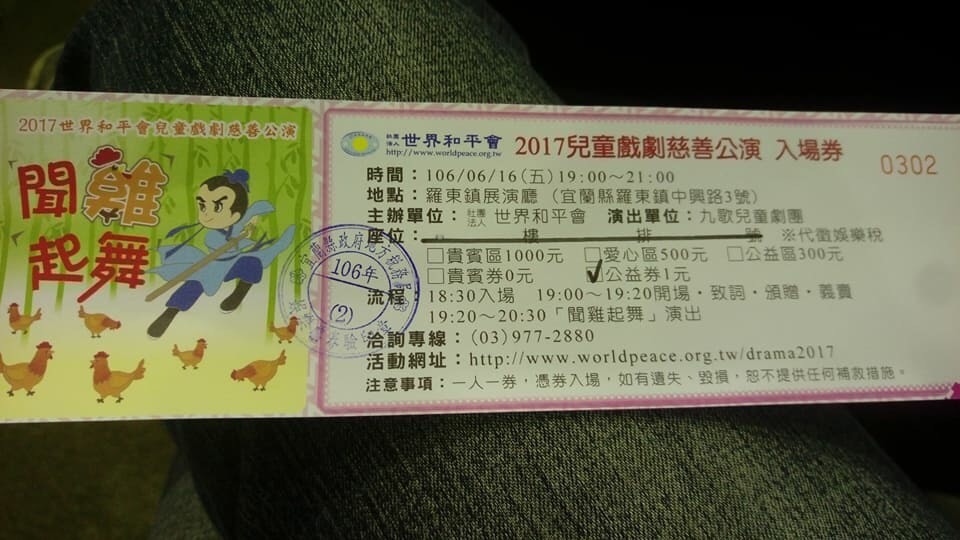 2017世界和平會兒童戲劇慈善公演
聞雞起舞
社團法人 世界和平會
http://www.worldpeace.org.tw
2017兒童戲劇慈善公演 入場券
0302
時間：106/06/16(五)19:00~21:00
地點：羅東鎮展演廳 (宜蘭縣羅東鎮中興路3號)
主辦單位：社團法人 世界和平會 演出單位：九歌兒童劇團
座位： 樓 排 號 ※代徵娛樂稅
□貴賓區1000元 □愛心區500元 □公益區300元
□貴賓券0元 ☑公益券1元
流程：18:30入場 19:00~19:20開場・致詞・頒贈・義賣
19:20~20:30「聞雞起舞」演出
洽詢專線：(03)977-2880
活動網址：http://www.worldpeace.org.tw/drama2017
注意事項：一人一券，憑券入場，如有遺失、毀損，恕不提供任何補救措施。
宜蘭縣政府地方稅務局
106年
(2)